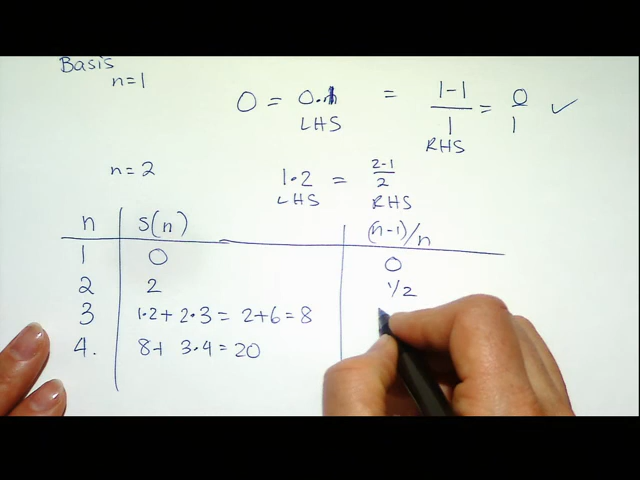 Basis
n=1
0 = 0.1 = 1-1/1 = 0/1 ✓
LHS RHS
n=2 1·2 = 2-1/2
LHS RHS
n s(n) (n-1)/n
1 0 0
2 2 1/2
3 1·2+2·3 = 2+6=8
4. 8+ 3·4=20